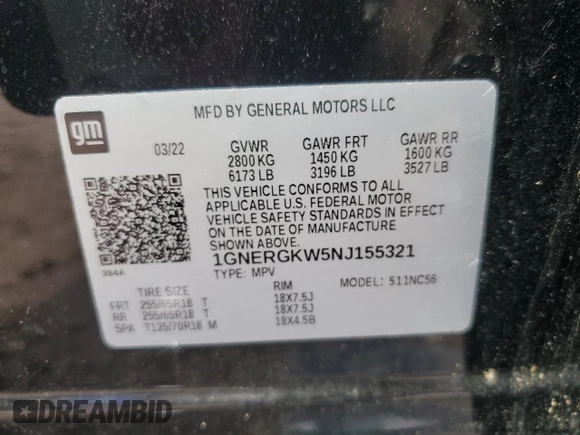 MFD BY GENERAL MOTORS LLC
gm
03/22 GVWR GAWR FRT GAWR RR
2800 KG 1450 KG 1600 KG
6173 LB 3196 LB 3527 LB
THIS VEHICLE CONFORMS TO ALL
APPLICABLE U.S. FEDERAL MOTOR
VEHICLE SAFETY STANDARDS IN EFFECT
ON THE DATE OF MANUFACTURE
SHOWN ABOVE.
384A
1GNERGKW5NJ155321
TYPE: MPV MODEL: 511NC56
TIRE SIZE RIM
FRT 255/65R18 T 18X7.5J
RR 255/65R18 T 18X7.5J
SPA T135/70R18 M 18X4.5B
DREAMBID